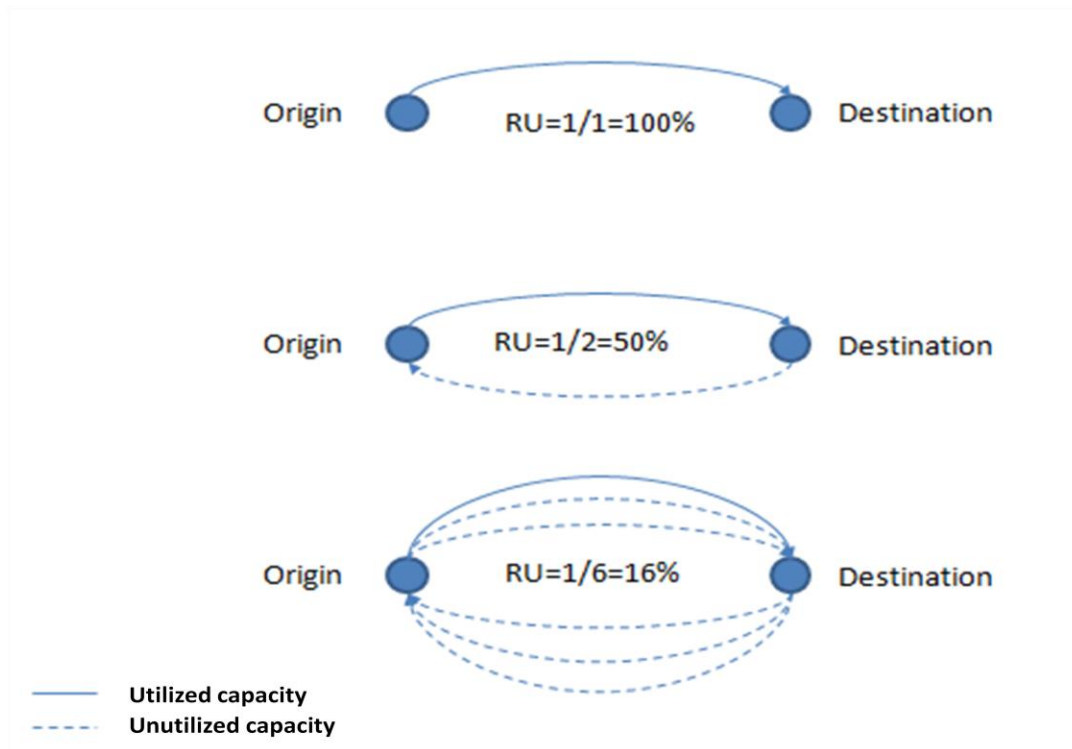 Origin
RU=1/1=100%
Destination
Origin
RU=1/2=50%
Destination
Origin
RU=1/6=16%
Destination
Utilized capacity
Unutilized capacity